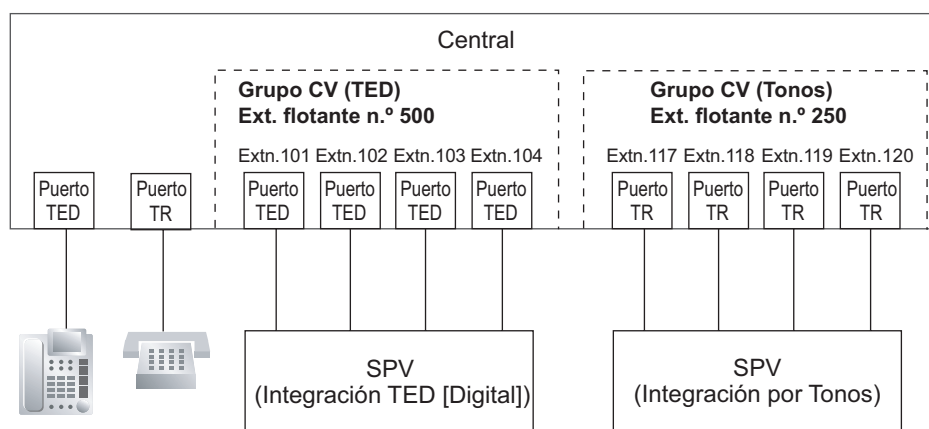 Central
Grupo CV (TED)
Ext. flotante n.º 500
Grupo CV (Tonos)
Ext. flotante n.º 250
Extn.101 Extn.102 Extn.103 Extn.104
Extn.117 Extn.118 Extn.119 Extn.120
Puerto TED
Puerto TR
Puerto TED
Puerto TED
Puerto TED
Puerto TED
Puerto TR
Puerto TR
Puerto TR
Puerto TR
SPV
(Integración TED [Digital])
SPV
(Integración por Tonos)